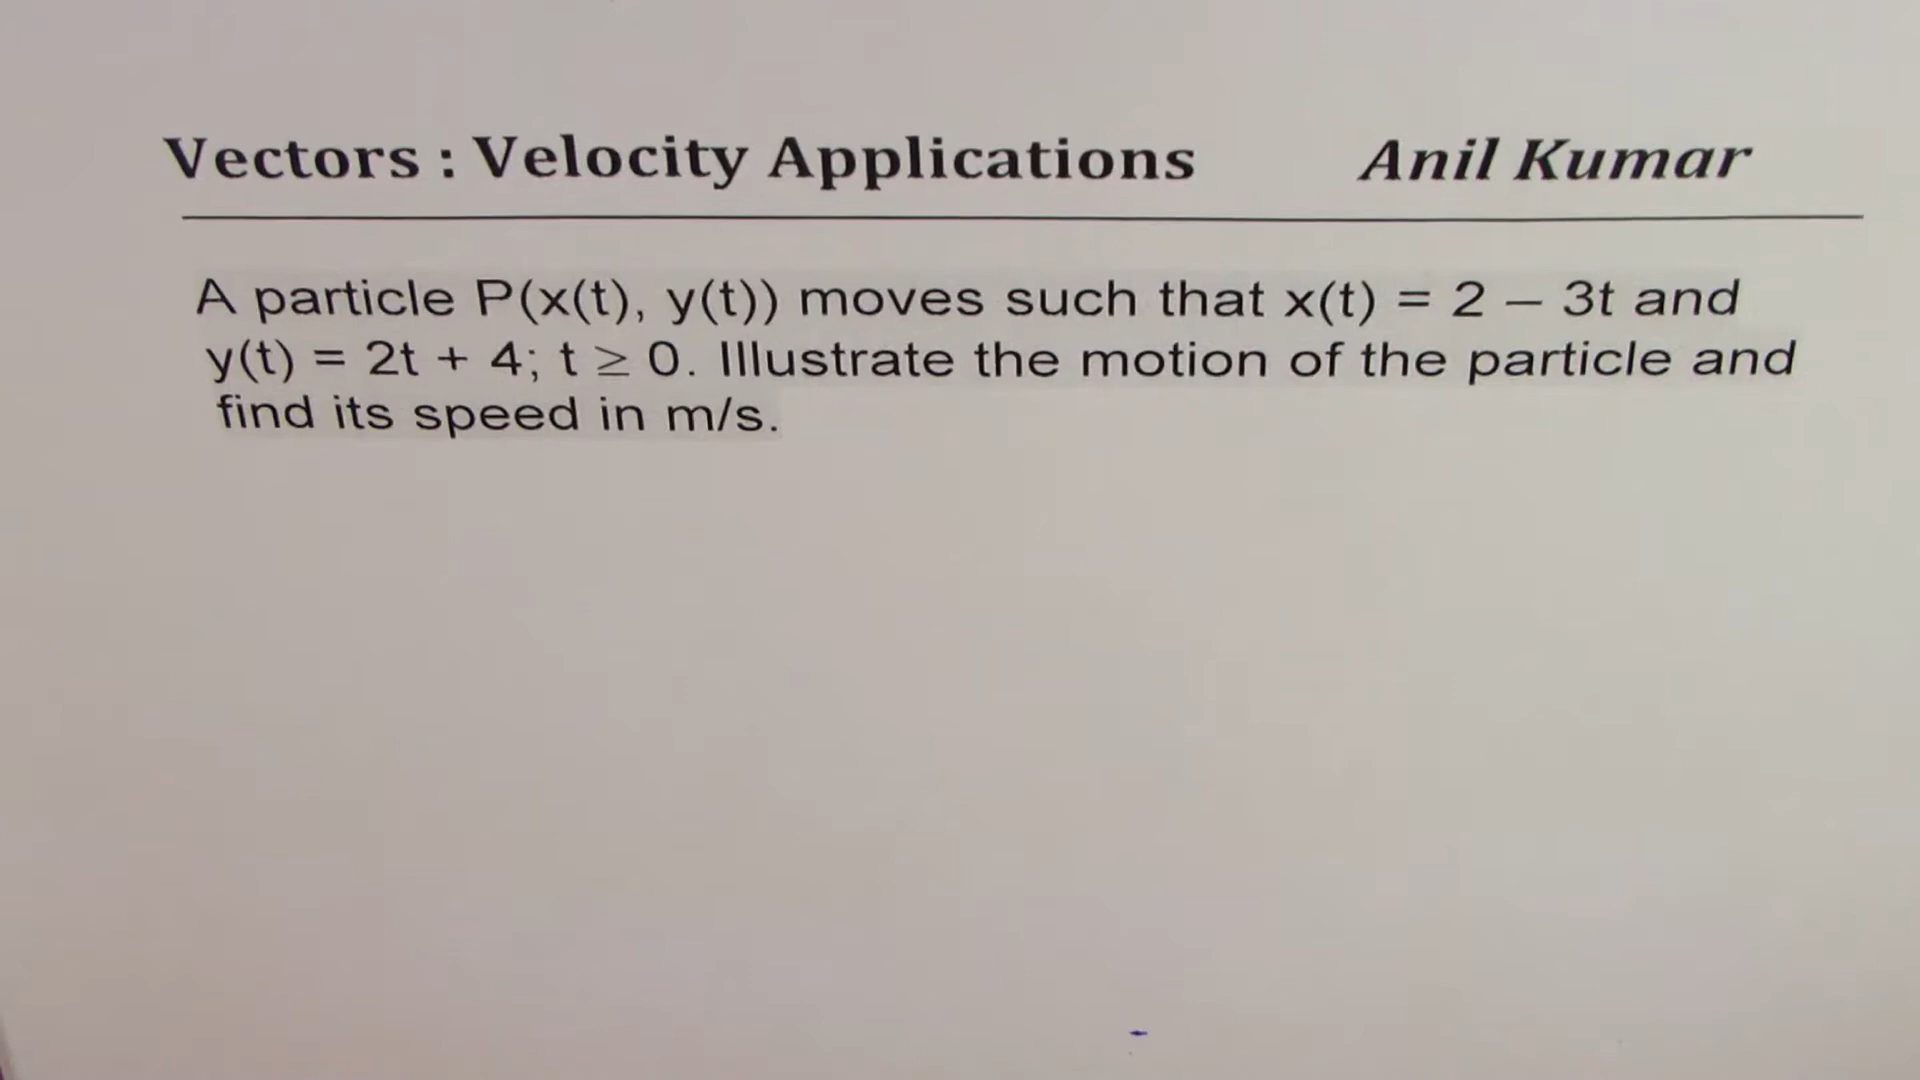 Vectors : Velocity Applications Anil Kumar
A particle P(x(t), y(t)) moves such that x(t) = 2 – 3t and
y(t) = 2t + 4; t ≥ 0. Illustrate the motion of the particle and
find its speed in m/s.